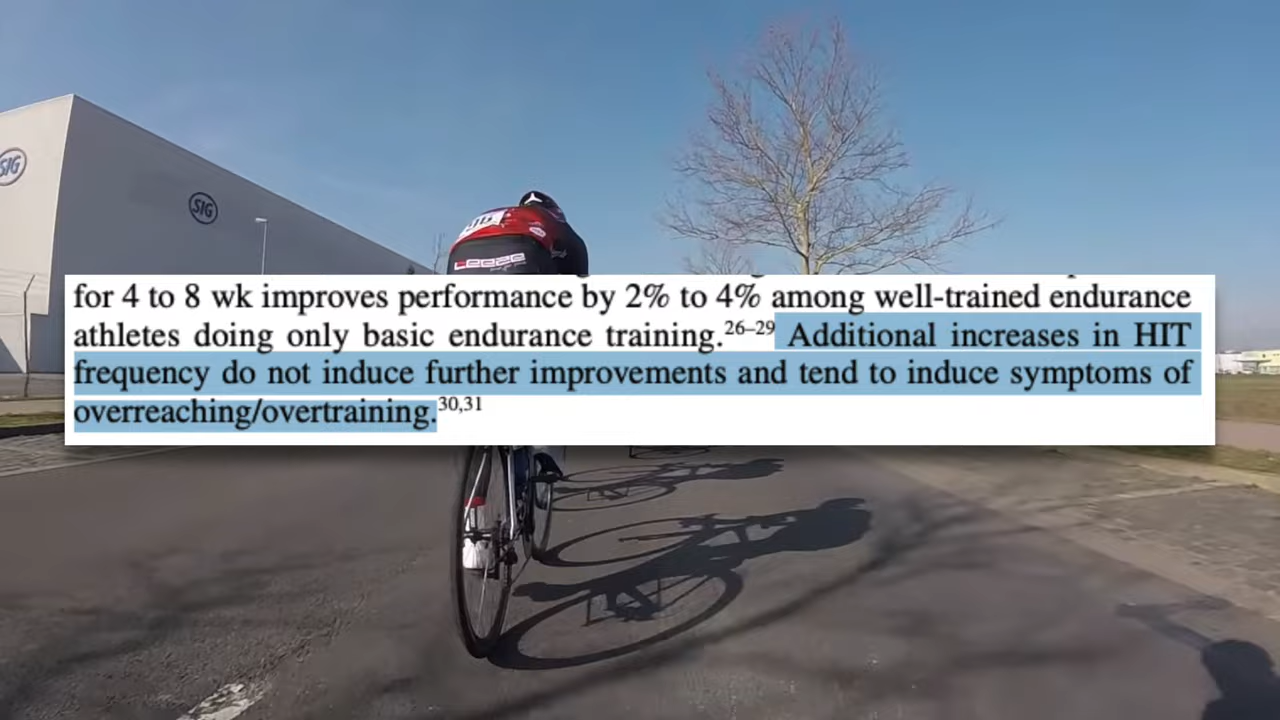 SIG
SIG
LEEZE
for 4 to 8 wk improves performance by 2% to 4% among well-trained endurance
athletes doing only basic endurance training.26–29 Additional increases in HIT
frequency do not induce further improvements and tend to induce symptoms of
overreaching/overtraining.30,31